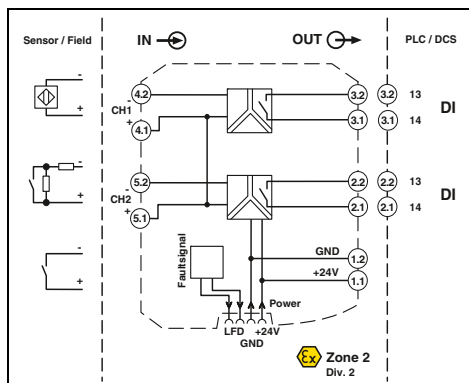 Sensor / Field
IN
OUT
PLC / DCS
-
+
4.2
-
CH1
+
4.1
3.2
3.2
13
DI
3.1
3.1
14
-
+
5.2
-
CH2
+
5.1
2.2
2.2
13
DI
2.1
2.1
14
-
+
Faultsignal
GND
1.2
+24V
1.1
Power
LFD
+24V
GND
Ex
Zone 2
Div. 2